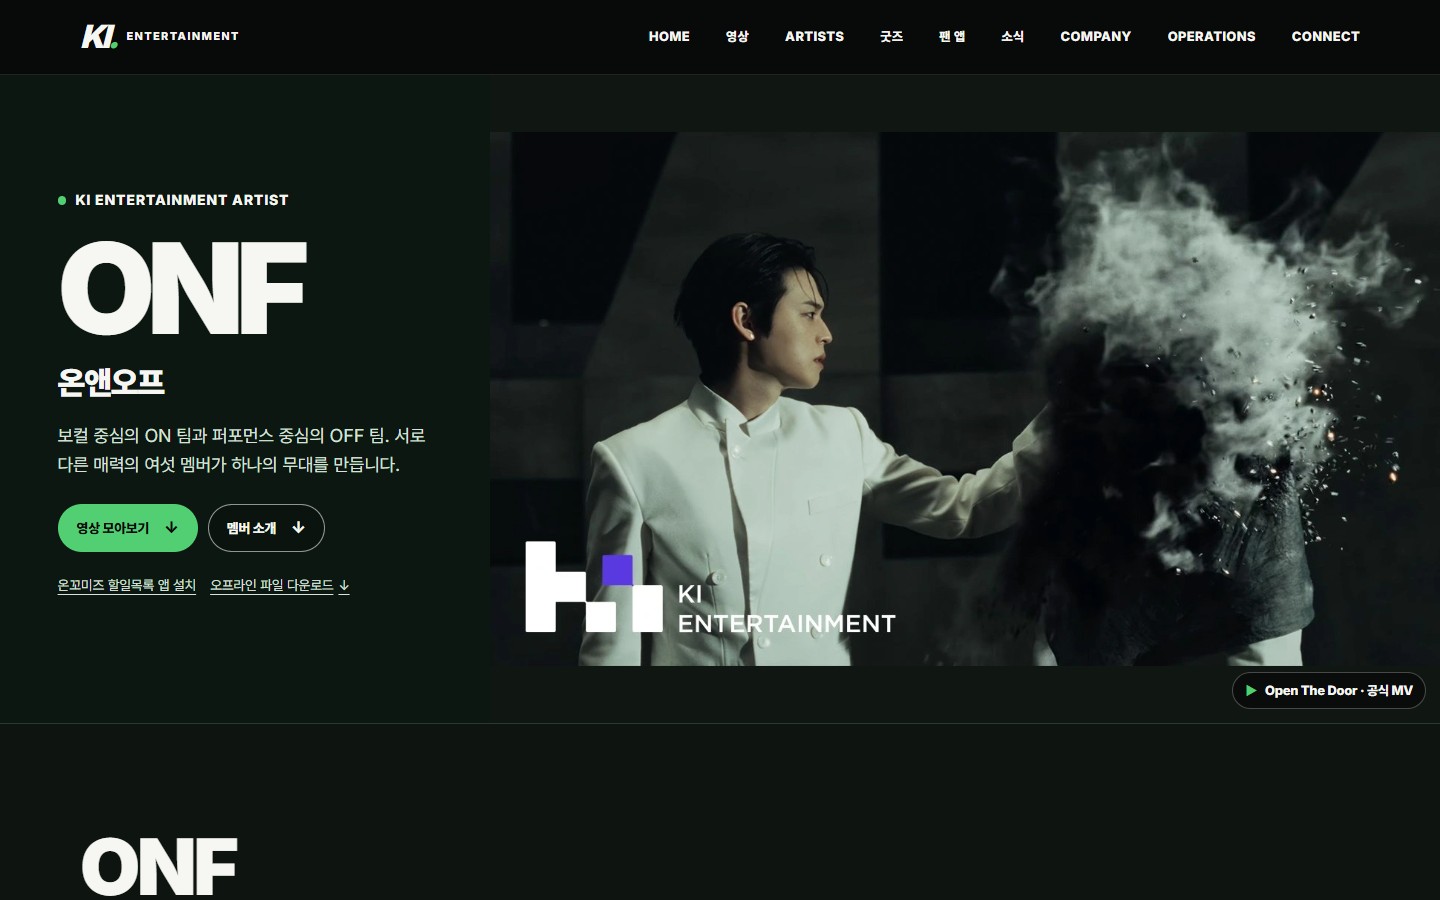 KI. ENTERTAINMENT
HOME 영상 ARTISTS 굿즈 팬 앱 소식 COMPANY OPERATIONS CONNECT
KI ENTERTAINMENT ARTIST
ONF
온앤오프
보컬 중심의 ON 팀과 퍼포먼스 중심의 OFF 팀. 서로
다른 매력의 여섯 멤버가 하나의 무대를 만듭니다.
영상 모아보기 ↓ 멤버 소개 ↓
온꼬미즈 할일목록 앱 설치 오프라인 파일 다운로드 ↓
KI
ENTERTAINMENT
Open The Door · 공식 MV
ONF